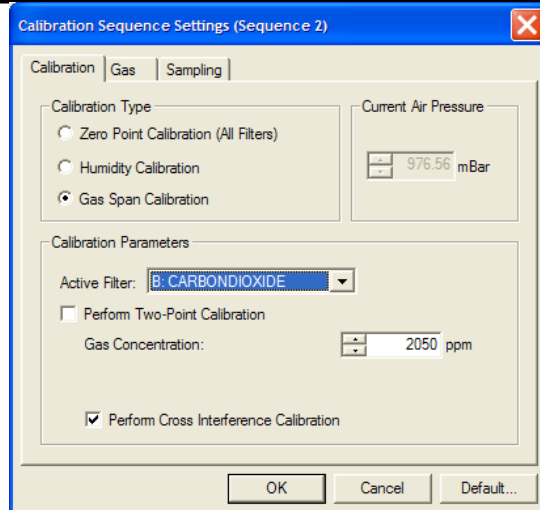 Calibration Sequence Settings (Sequence 2)
Calibration Gas Sampling
Calibration Type
Zero Point Calibration (All Filters)
Humidity Calibration
Gas Span Calibration
Current Air Pressure
976.56 mBar
Calibration Parameters
Active Filter: B: CARBONDIOXIDE
Perform Two-Point Calibration
Gas Concentration: 2050 ppm
Perform Cross Interference Calibration
OK Cancel Default...